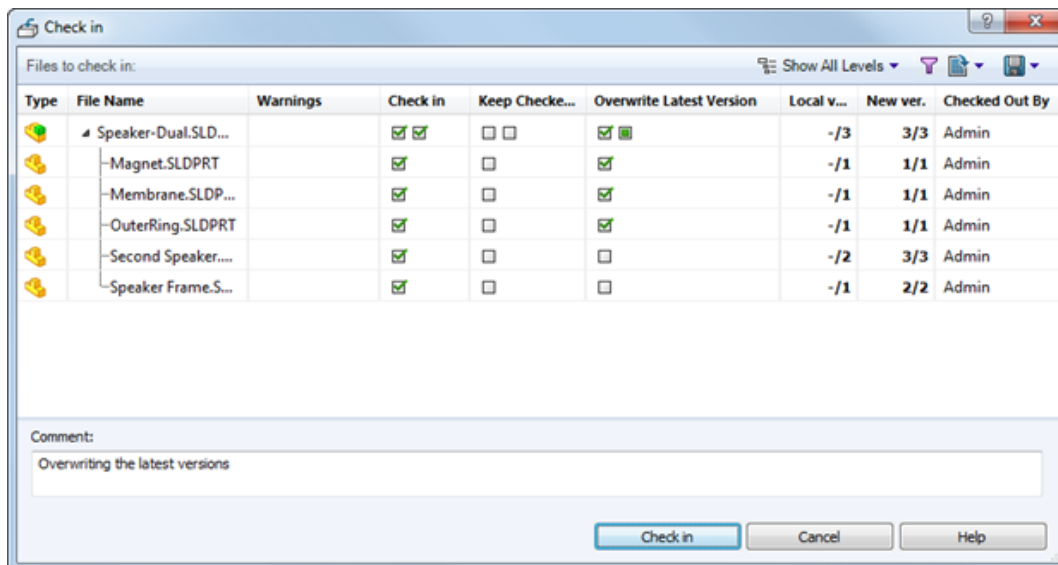 Check in
Files to check in: Show All Levels
Type File Name Warnings Check in Keep Checke... Overwrite Latest Version Local v... New ver. Checked Out By
Speaker-Dual.SLD... -/3 3/3 Admin
Magnet.SLDPRT -/1 1/1 Admin
Membrane.SLDP... -/1 1/1 Admin
OuterRing.SLDPRT -/1 1/1 Admin
Second Speaker.... -/2 3/3 Admin
Speaker Frame.S... -/1 2/2 Admin
Comment:
Overwriting the latest versions
Check in Cancel Help